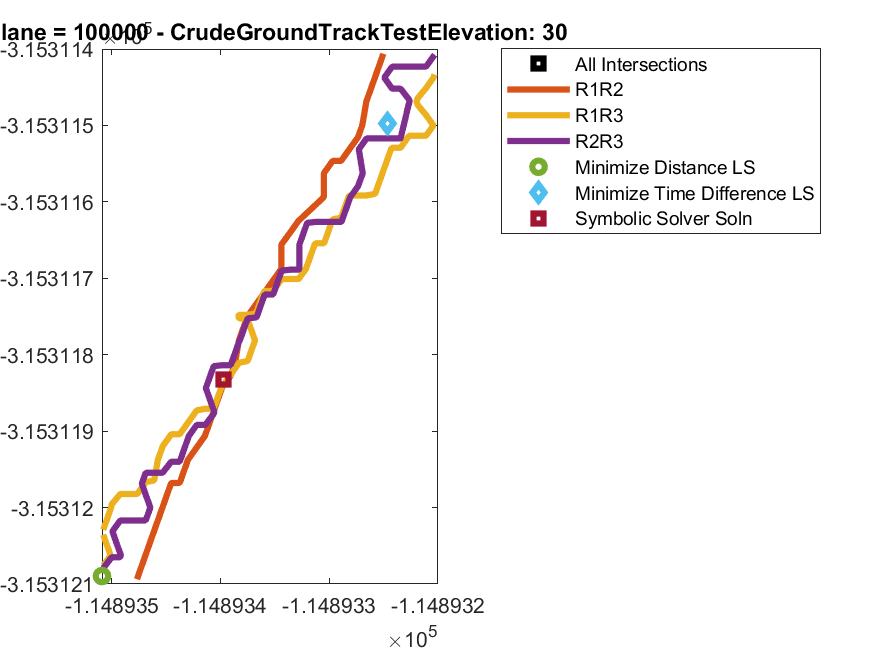 lane = 100000 - CrudeGroundTrackTestElevation: 30
×10^5
-3.153114
-3.153115
-3.153116
-3.153117
-3.153118
-3.153119
-3.15312
-3.153121
-1.148935 -1.148934 -1.148933 -1.148932
×10^5
All Intersections
R1R2
R1R3
R2R3
Minimize Distance LS
Minimize Time Difference LS
Symbolic Solver Soln